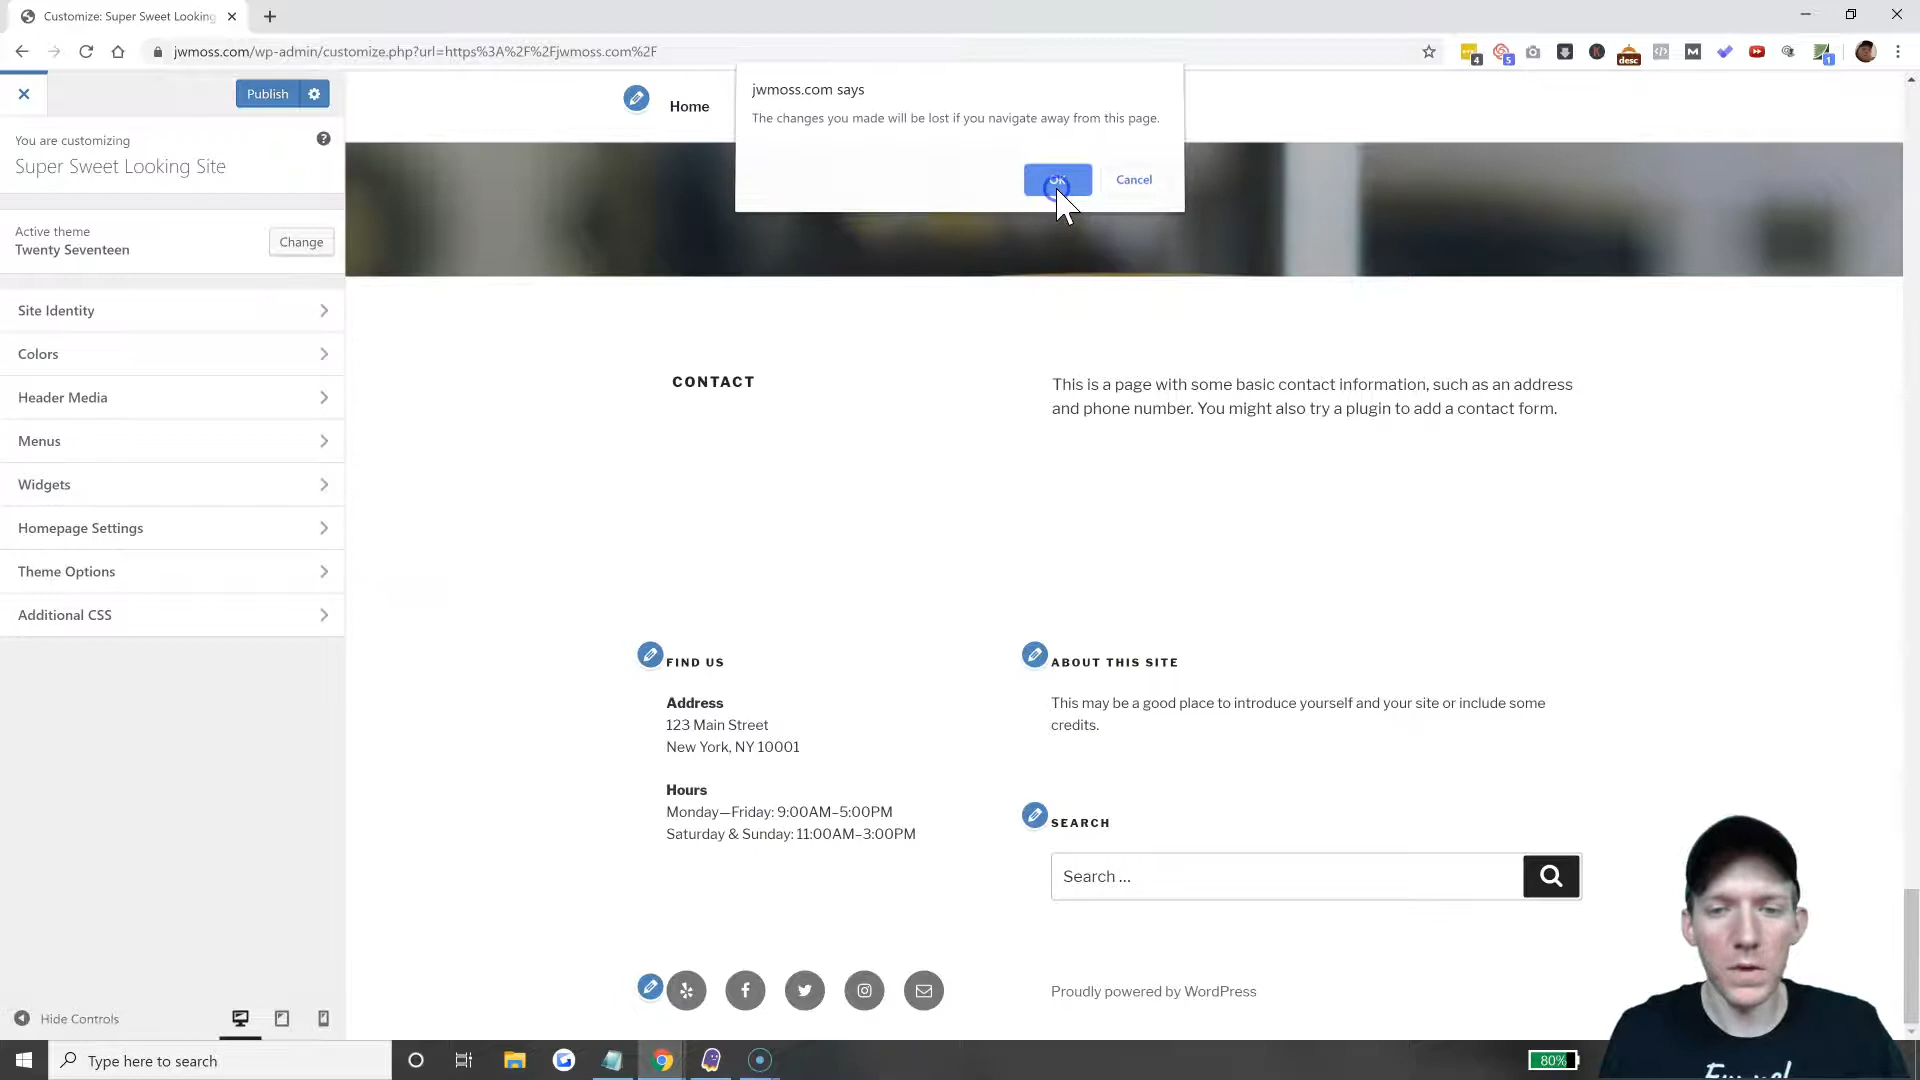 Customize: Super Sweet Looking
jwmoss.com/wp-admin/customize.php?url=https%3A%2F%2Fjwmoss.com%2F
4
5
desc
1
Publish
You are customizing
Super Sweet Looking Site
Active theme
Twenty Seventeen
Change
Site Identity
Colors
Header Media
Menus
Widgets
Homepage Settings
Theme Options
Additional CSS
Hide Controls
Home
jwmoss.com says
The changes you made will be lost if you navigate away from this page.
OK
Cancel
CONTACT
This is a page with some basic contact information, such as an address
and phone number. You might also try a plugin to add a contact form.
FIND US
Address
123 Main Street
New York, NY 10001
Hours
Monday—Friday: 9:00AM–5:00PM
Saturday & Sunday: 11:00AM–3:00PM
ABOUT THIS SITE
This may be a good place to introduce yourself and your site or include some
credits.
SEARCH
Search …
Proudly powered by WordPress
Type here to search
80%